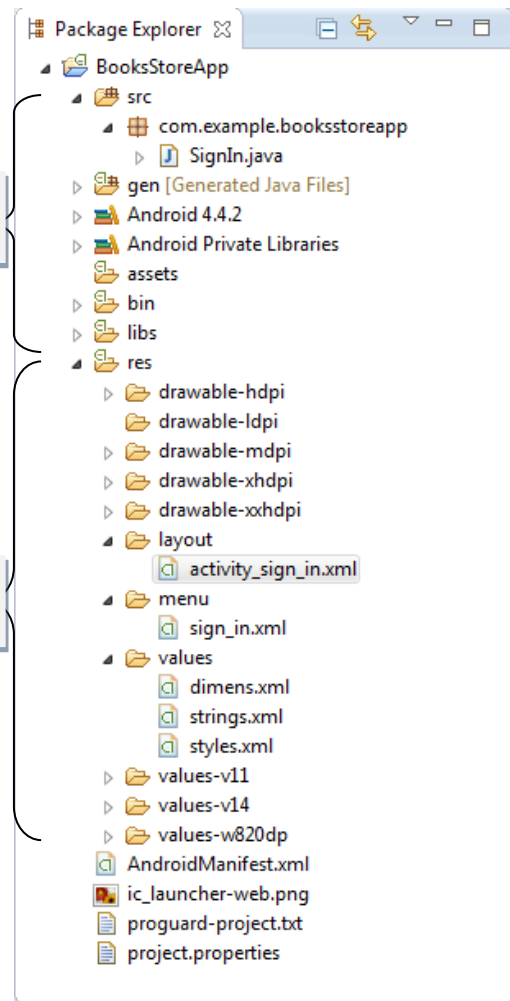 Package Explorer
BooksStoreApp
src
com.example.booksstoreapp
SignIn.java
gen [Generated Java Files]
Android 4.4.2
Android Private Libraries
assets
bin
libs
res
drawable-hdpi
drawable-ldpi
drawable-mdpi
drawable-xhdpi
drawable-xxhdpi
layout
activity_sign_in.xml
menu
sign_in.xml
values
dimens.xml
strings.xml
styles.xml
values-v11
values-v14
values-w820dp
AndroidManifest.xml
ic_launcher-web.png
proguard-project.txt
project.properties